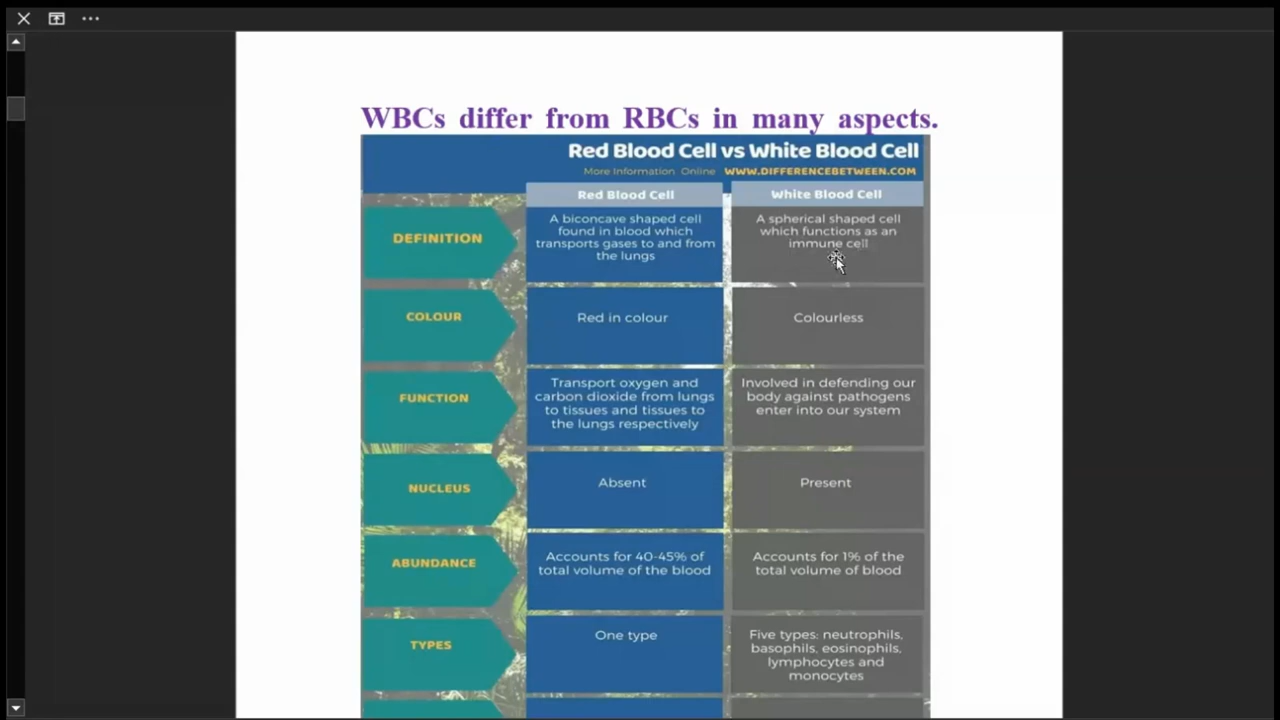 WBCs differ from RBCs in many aspects.
Red Blood Cell vs White Blood Cell
More Information Online WWW.DIFFERENCEBETWEEN.COM
Red Blood Cell
White Blood Cell
DEFINITION
A biconcave shaped cell
found in blood which
transports gases to and from
the lungs
A spherical shaped cell
which functions as an
immune cell
COLOUR
Red in colour
Colourless
FUNCTION
Transport oxygen and
carbon dioxide from lungs
to tissues and tissues to
the lungs respectively
Involved in defending our
body against pathogens
enter into our system
NUCLEUS
Absent
Present
ABUNDANCE
Accounts for 40-45% of
total volume of the blood
Accounts for 1% of the
total volume of blood
TYPES
One type
Five types: neutrophils,
basophils, eosinophils,
lymphocytes and
monocytes